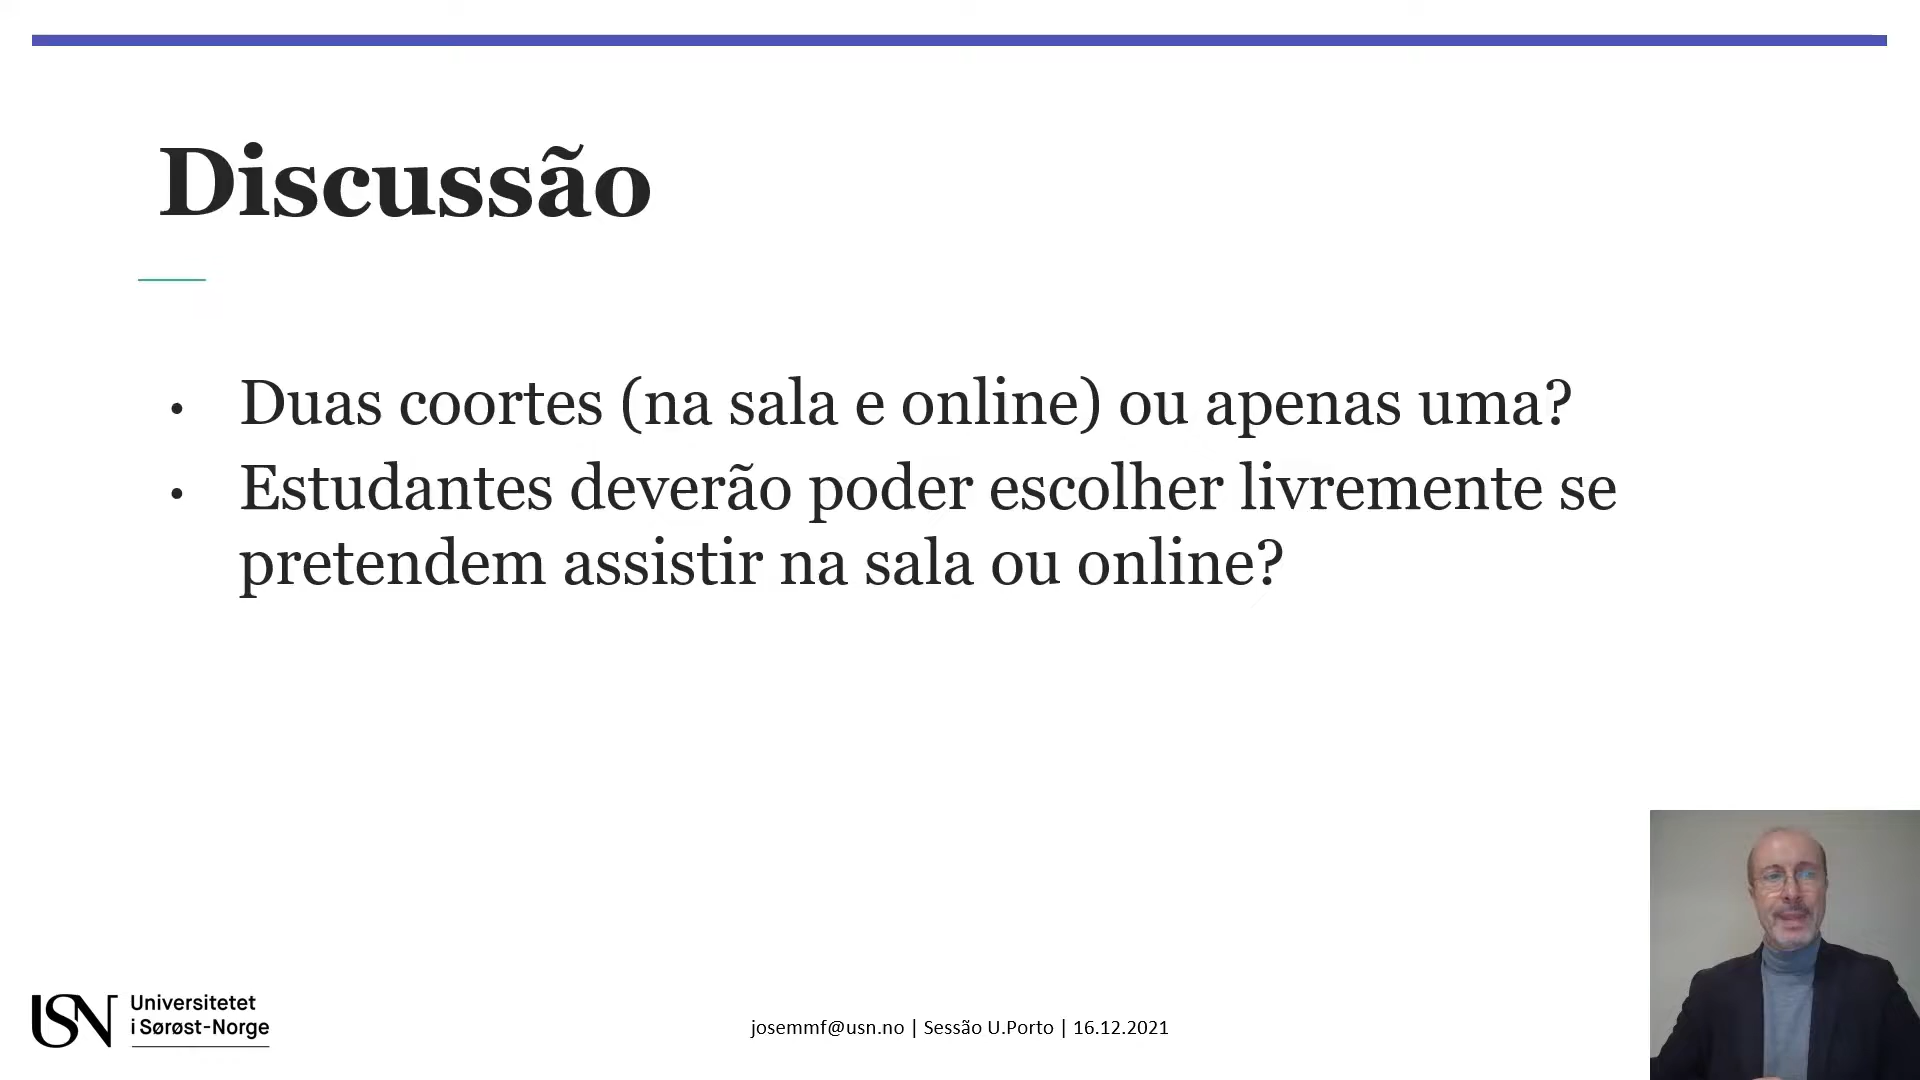 Discussão
• Duas coortes (na sala e online) ou apenas uma?
• Estudantes deverão poder escolher livremente se
pretendem assistir na sala ou online?
USN Universitetet
i Sørøst-Norge
josemmf@usn.no | Sessão U.Porto | 16.12.2021